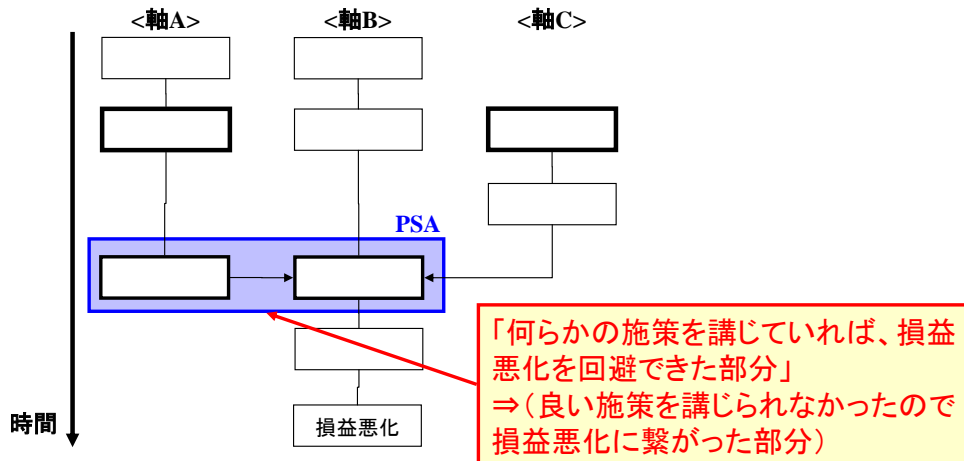 <軸A>
<軸B>
<軸C>
PSA
「何らかの施策を講じていれば、損益
悪化を回避できた部分」
⇒(良い施策を講じられなかったので
損益悪化に繋がった部分)
時間
損益悪化